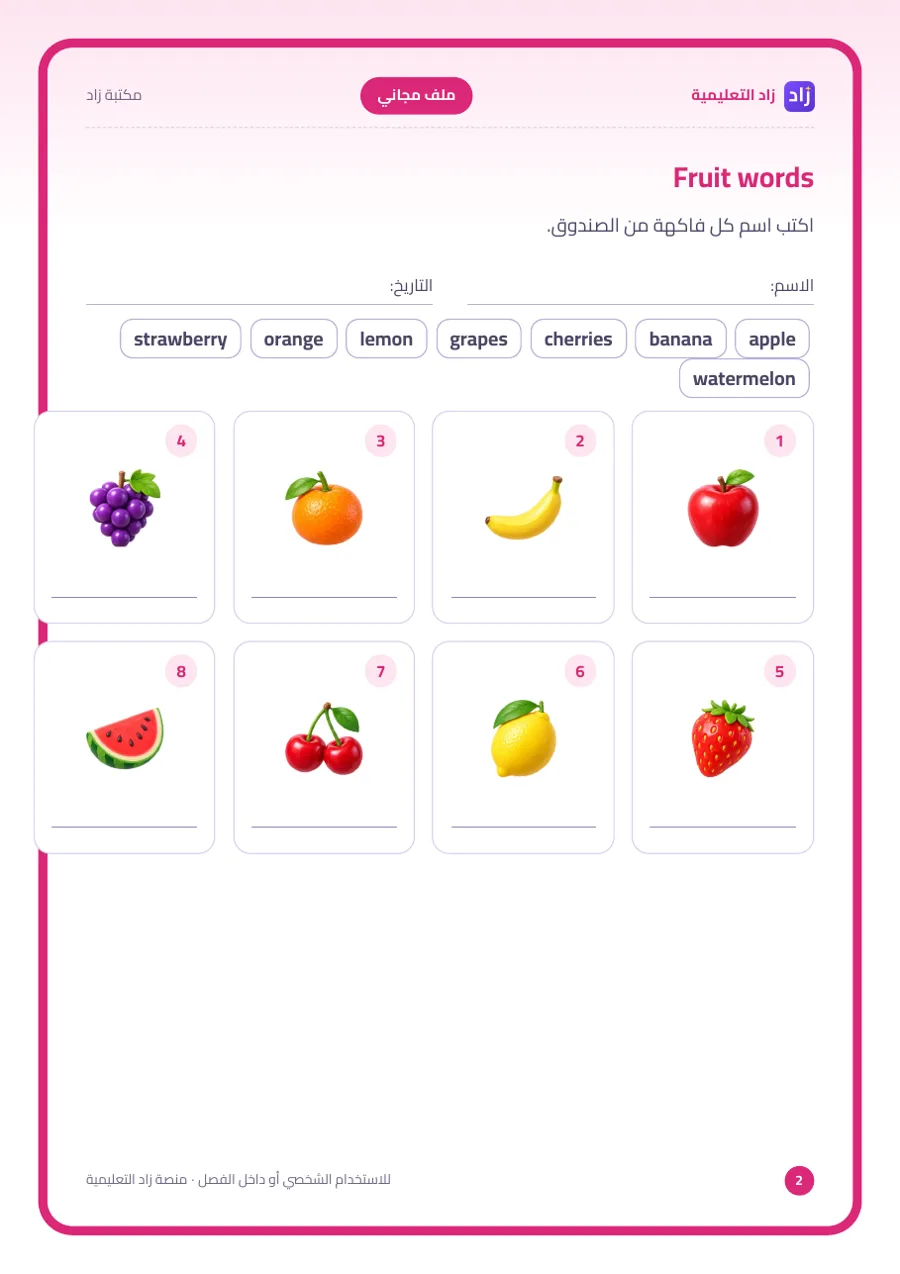 زاد زاد التعليمية
ملف مجاني
مكتبة زاد
Fruit words
اكتب اسم كل فاكهة من الصندوق.
الاسم:
التاريخ:
apple banana cherries grapes lemon orange strawberry
watermelon
1 2 3 4
5 6 7 8
2
للاستخدام الشخصي أو داخل الفصل · منصة زاد التعليمية